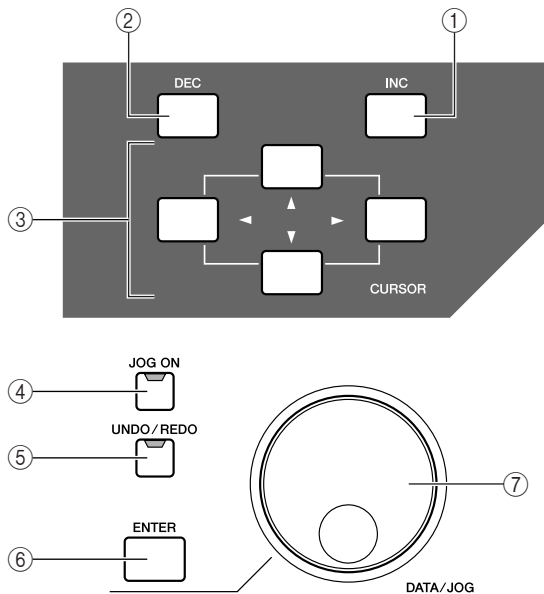 ② ①
DEC INC
③
CURSOR
④ JOG ON
UNDO/REDO
⑤
⑦
ENTER
⑥
DATA/JOG